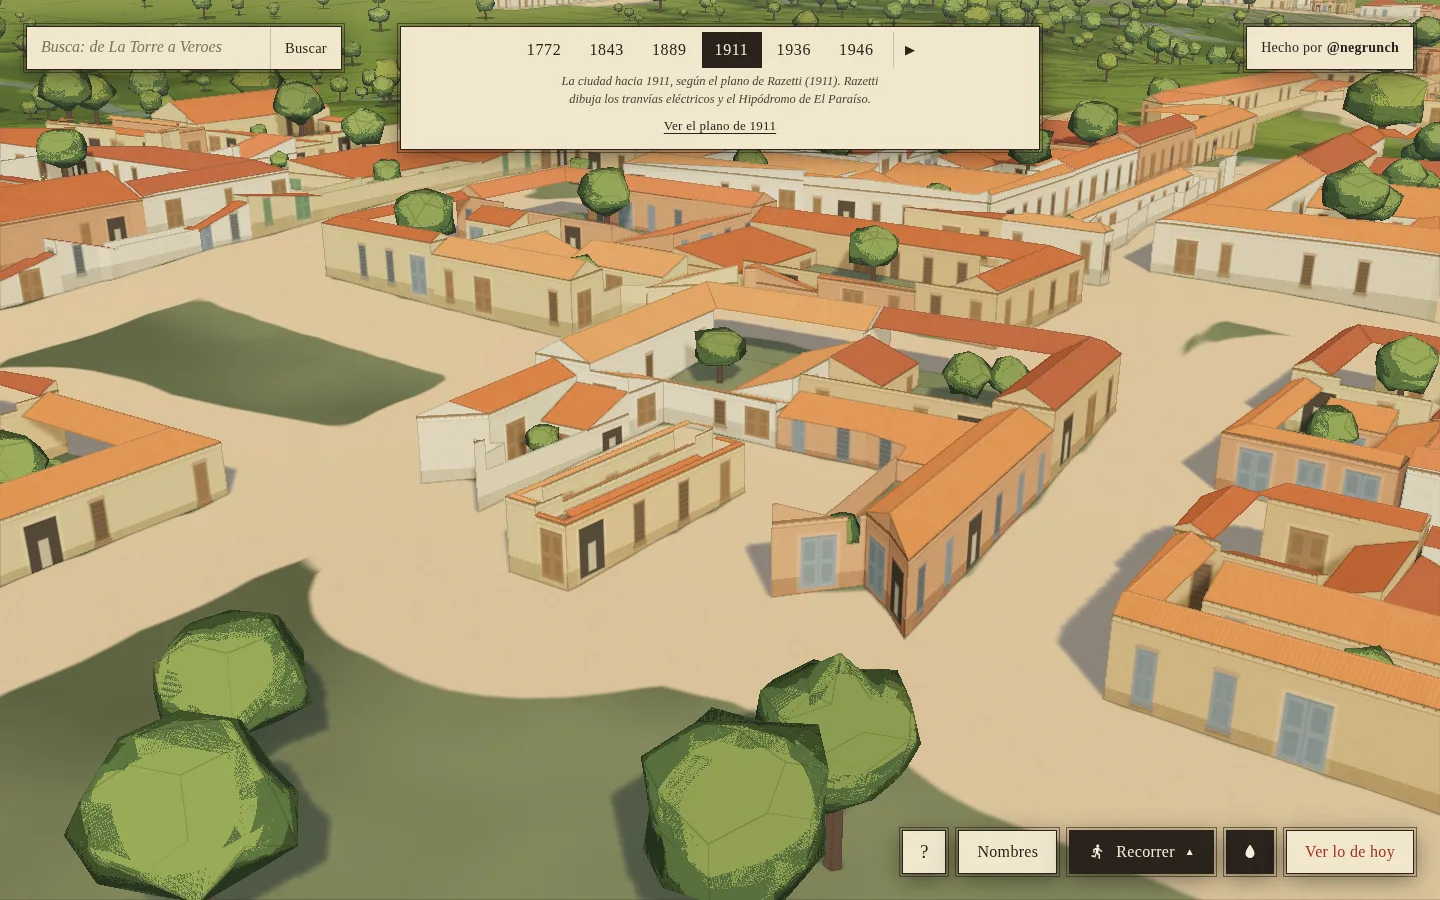 Busca: de La Torre a Veroes
Buscar
1772 1843 1889 1911 1936 1946 ▶
La ciudad hacia 1911, según el plano de Razetti (1911). Razetti
dibuja los tranvías eléctricos y el Hipódromo de El Paraíso.
Ver el plano de 1911
Hecho por @negrunch
?
Nombres
Recorrer ▲
Ver lo de hoy